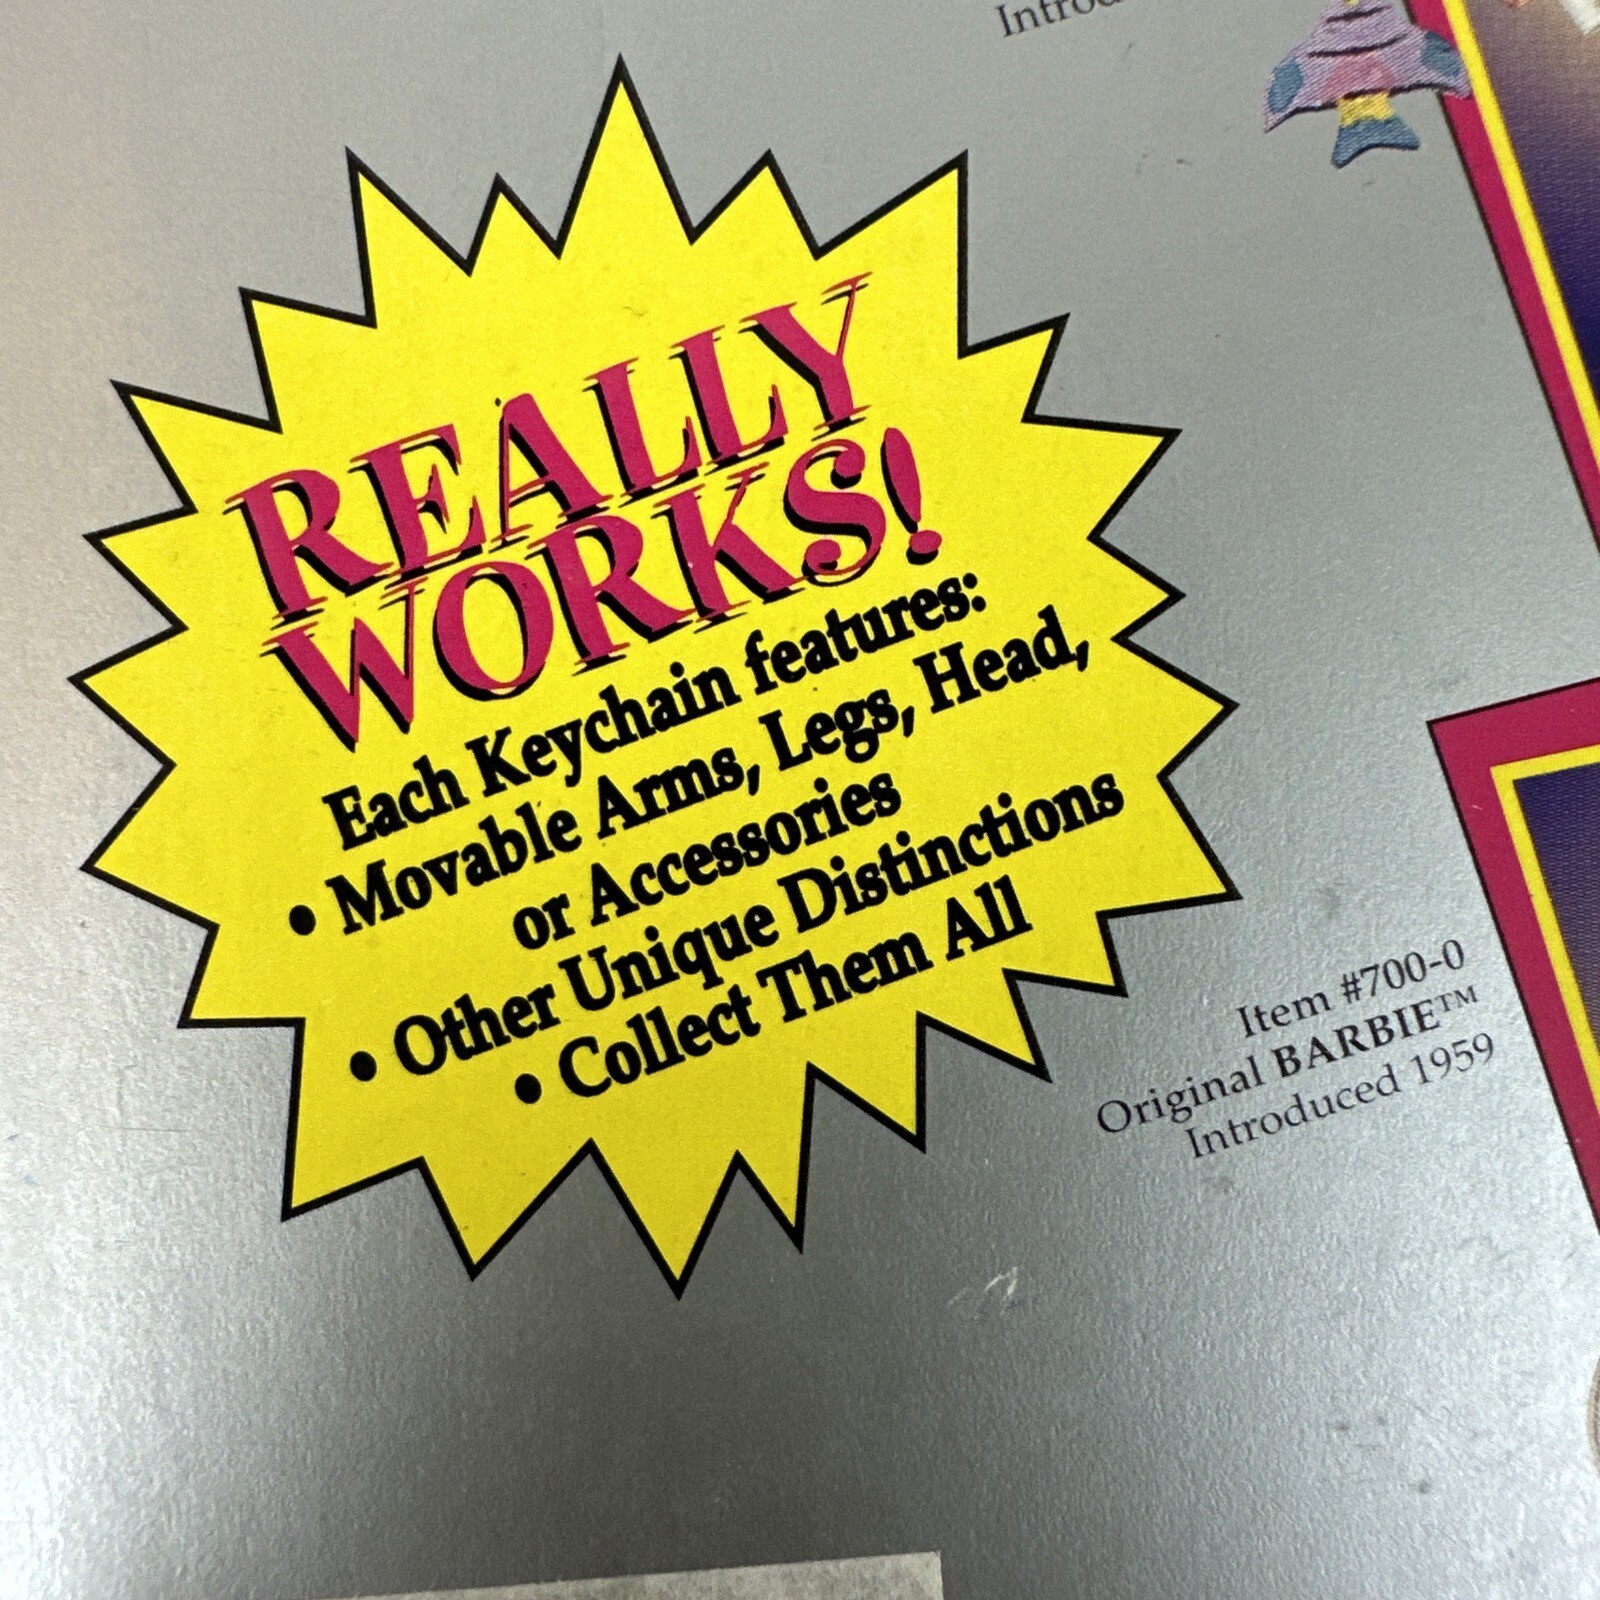 REALLY
WORKS!
Each Keychain features:
• Movable Arms, Legs, Head,
or Accessories
• Other Unique Distinctions
• Collect Them All
Item #700-0
Original BARBIE™
Introduced 1959